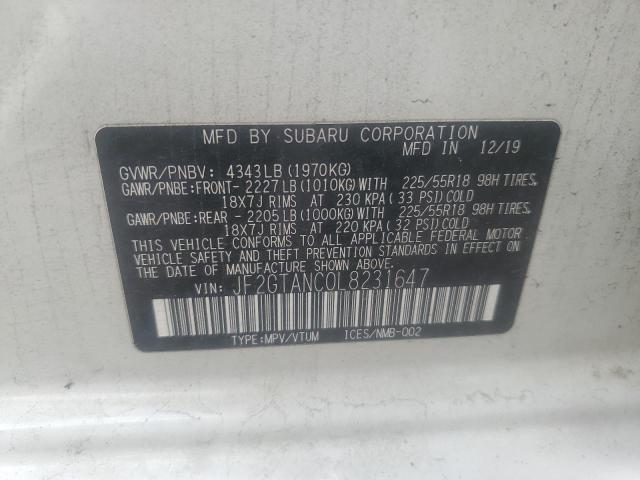 MFD BY SUBARU CORPORATION
MFD IN 12/19
GVWR/PNBV: 4343LB(1970KG)
GAWR/PNBE:FRONT- 2227LB(1010KG)WITH 225/55R18 98H TIRES,
18X7J RIMS AT 230 KPA(33 PSI)COLD
GAWR/PNBE:REAR - 2205LB(1000KG)WITH 225/55R18 98H TIRES,
18X7J RIMS AT 220 KPA(32 PSI)COLD
THIS VEHICLE CONFORMS TO ALL APPLICABLE FEDERAL MOTOR
VEHICLE SAFETY AND THEFT PREVENTION STANDARDS IN EFFECT ON
THE DATE OF MANUFACTURE SHOWN ABOVE.
VIN: JF2GTANC0L8231647
TYPE:MPV/VTUM ICES/NMB-002